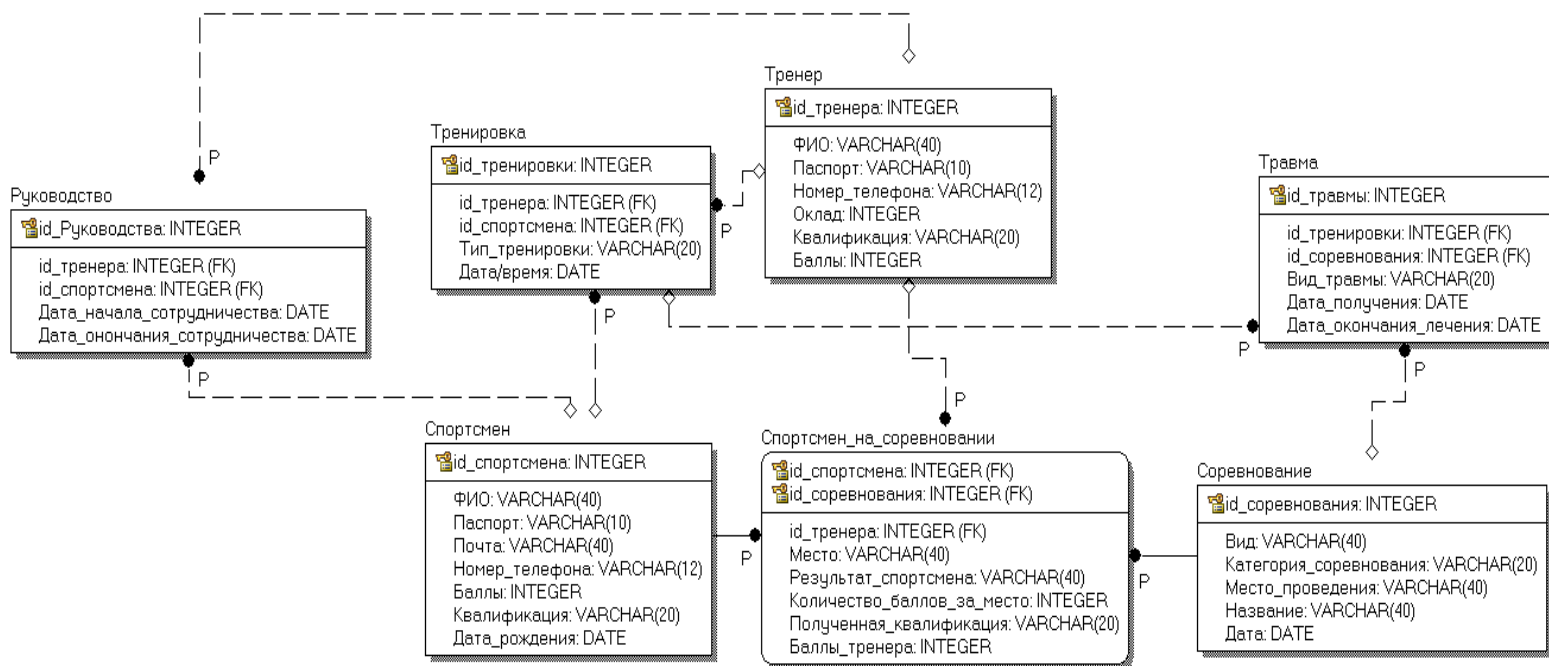 P
Тренер
id_тренера: INTEGER
ФИО: VARCHAR(40)
Паспорт: VARCHAR(10)
Номер_телефона: VARCHAR(12)
Оклад: INTEGER
Квалификация: VARCHAR(20)
Баллы: INTEGER
Тренировка
id_тренировки: INTEGER
id_тренера: INTEGER (FK)
id_спортсмена: INTEGER (FK)
Тип_тренировки: VARCHAR(20)
Дата/время: DATE
P
P
Травма
id_травмы: INTEGER
id_тренировки: INTEGER (FK)
id_соревнования: INTEGER (FK)
Вид_травмы: VARCHAR(20)
Дата_получения: DATE
Дата_окончания_лечения: DATE
P
P
Руководство
id_Руководства: INTEGER
id_тренера: INTEGER (FK)
id_спортсмена: INTEGER (FK)
Дата_начала_сотрудничества: DATE
Дата_онончания_сотрудничества: DATE
P
Спортсмен
id_спортсмена: INTEGER
ФИО: VARCHAR(40)
Паспорт: VARCHAR(10)
Почта: VARCHAR(40)
Номер_телефона: VARCHAR(12)
Баллы: INTEGER
Квалификация: VARCHAR(20)
Дата_рождения: DATE
P
P
Спортсмен_на_соревновании
id_спортсмена: INTEGER (FK)
id_соревнования: INTEGER (FK)
id_тренера: INTEGER (FK)
Место: VARCHAR(40)
Результат_спортсмена: VARCHAR(40)
Количество_баллов_за_место: INTEGER
Полученная_квалификация: VARCHAR(20)
Баллы_тренера: INTEGER
P
Соревнование
id_соревнования: INTEGER
Вид: VARCHAR(40)
Категория_соревнования: VARCHAR(20)
Место_проведения: VARCHAR(40)
Название: VARCHAR(40)
Дата: DATE